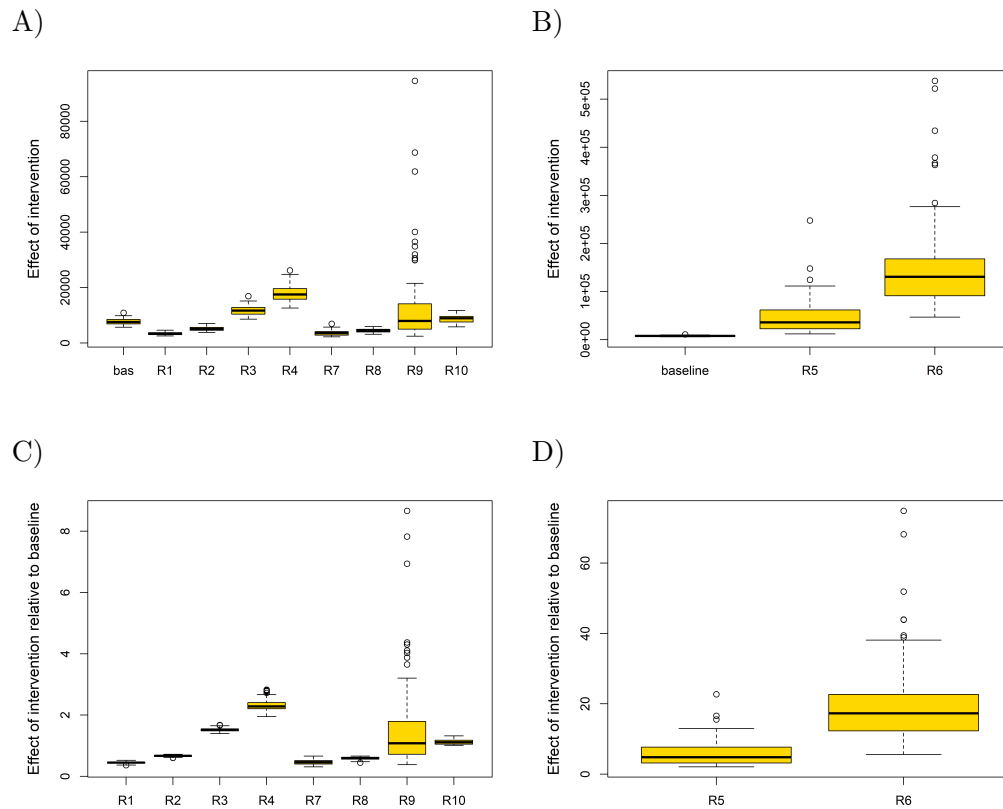 A)
B)
Effect of intervention
0
20000
40000
60000
80000
bas R1 R2 R3 R4 R7 R8 R9 R10
Effect of intervention
0e+00
1e+05
2e+05
3e+05
4e+05
5e+05
baseline R5 R6
C)
D)
Effect of intervention relative to baseline
0
2
4
6
8
R1 R2 R3 R4 R7 R8 R9 R10
Effect of intervention relative to baseline
0
20
40
60
R5 R6